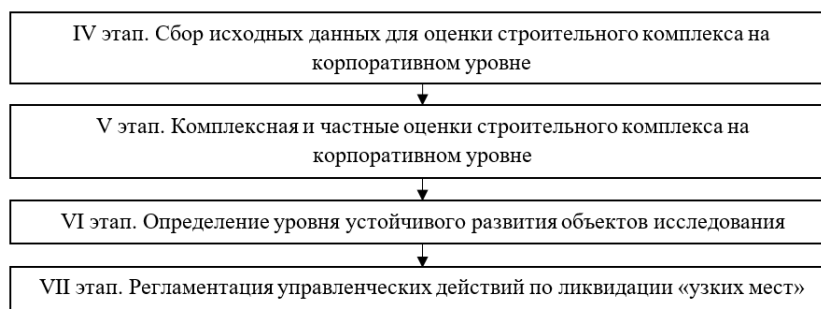 IV этап. Сбор исходных данных для оценки строительного комплекса на
корпоративном уровне
V этап. Комплексная и частные оценки строительного комплекса на
корпоративном уровне
VI этап. Определение уровня устойчивого развития объектов исследования
VII этап. Регламентация управленческих действий по ликвидации «узких мест»